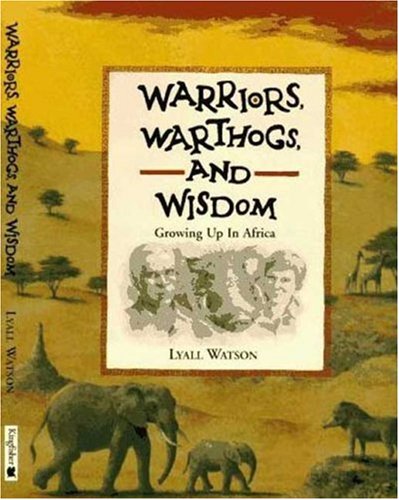 WARRIORS, WARTHOGS, AND WISDOM
LYALL WATSON
Kingfisher
WARRIORS,
WARTHOGS,
AND
WISDOM
Growing Up In Africa
LYALL WATSON